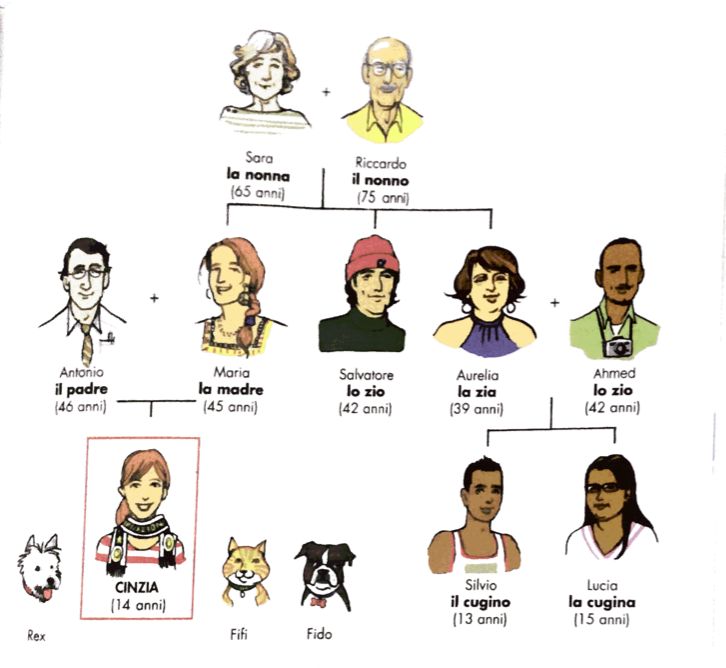 Sara
la nonna
(65 anni)
+
Riccardo
il nonno
(75 anni)
Antonio
il padre
(46 anni)
+
Maria
la madre
(45 anni)
Salvatore
lo zio
(42 anni)
Aurelia
la zia
(39 anni)
+
Ahmed
lo zio
(42 anni)
Rex
CINZIA
(14 anni)
Fifi
Fido
Silvio
il cugino
(13 anni)
Lucia
la cugina
(15 anni)